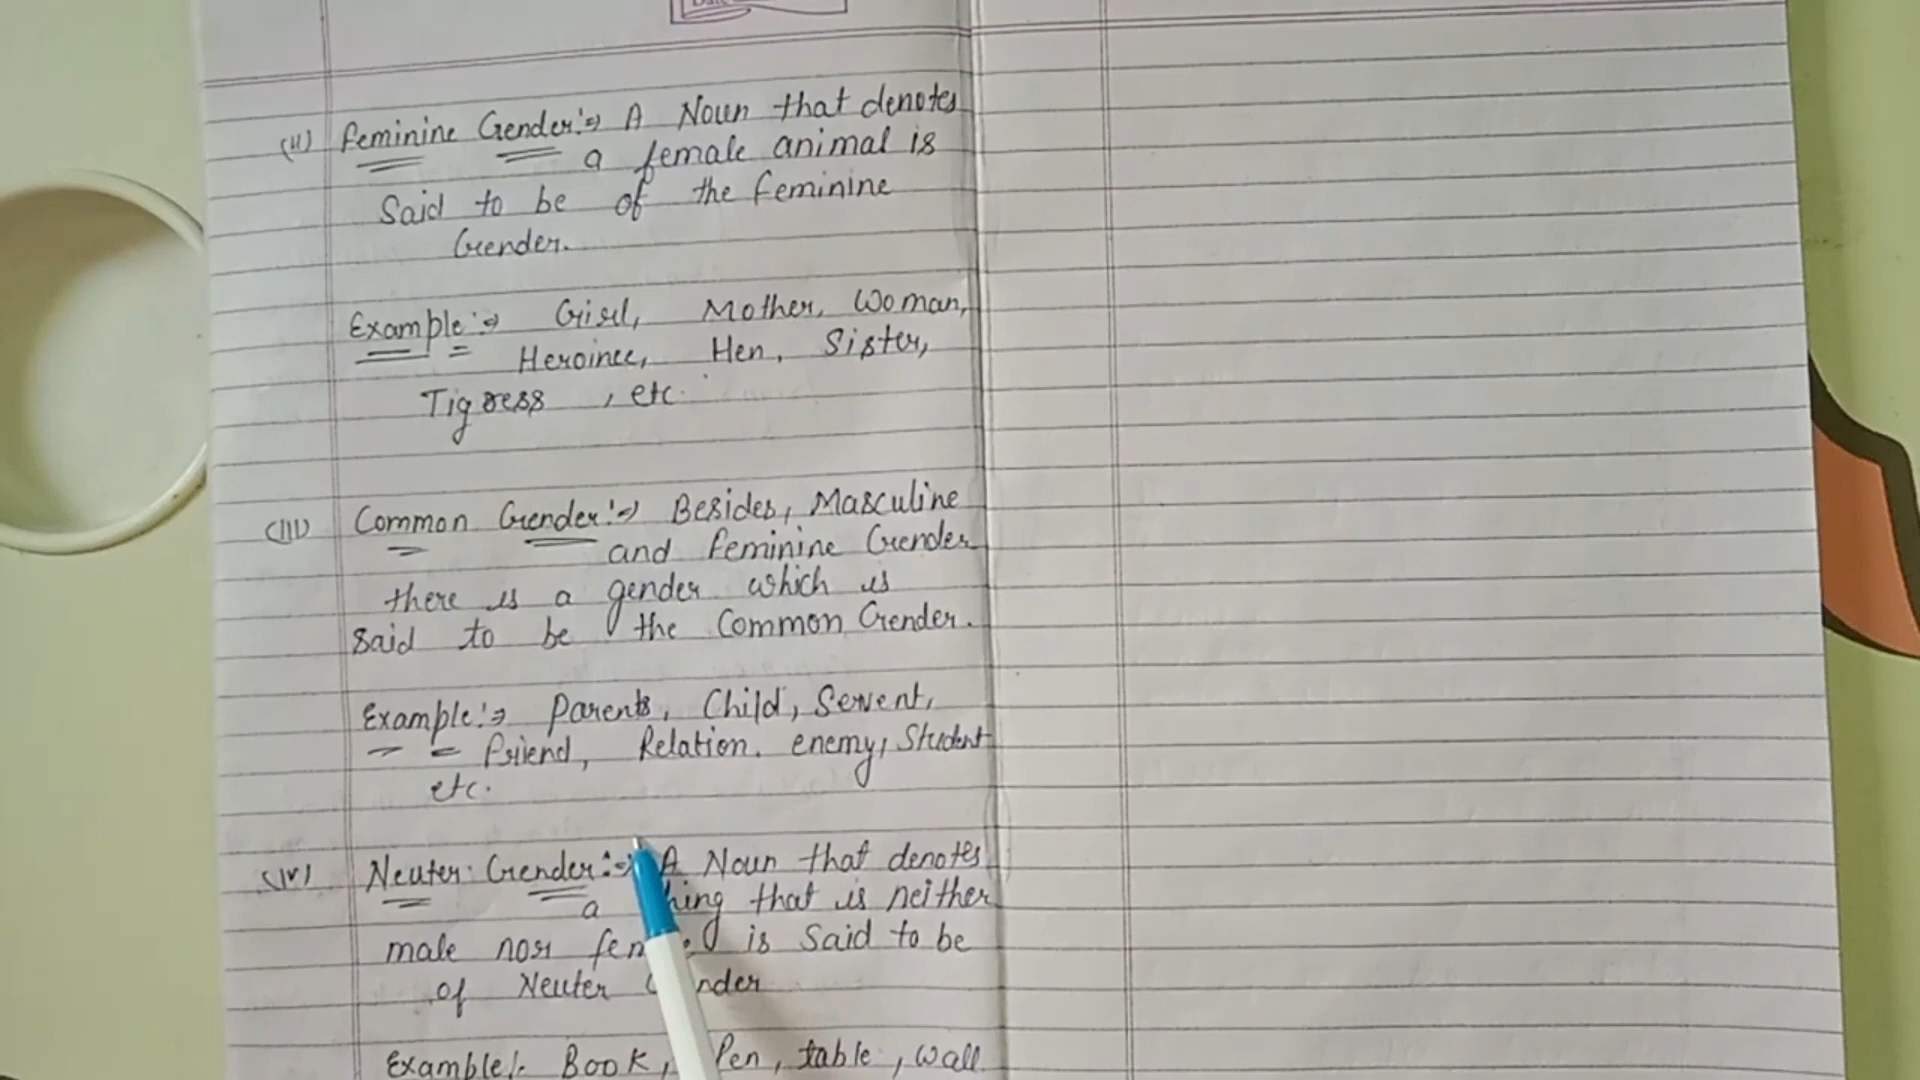 (II) Feminine Gender:⇒ A Noun that denotes
a female animal is
Said to be of the Feminine
Gender.
Example:⇒ Girl, Mother, Woman,
Heroinee, Hen, Sister,
Tigress , etc.
(III) Common Gender:⇒ Besides, Masculine
and Feminine Gender
there is a gender which is
said to be the Common Gender.
Example:⇒ Parents, Child, Servent,
Friend, Relation. enemy, Student
etc.
(IV) Neuter Gender:⇒ A Noun that denotes
a thing that is neither
male nor female is Said to be
of Neuter Gender
Example:- Book, Pen, table, wall